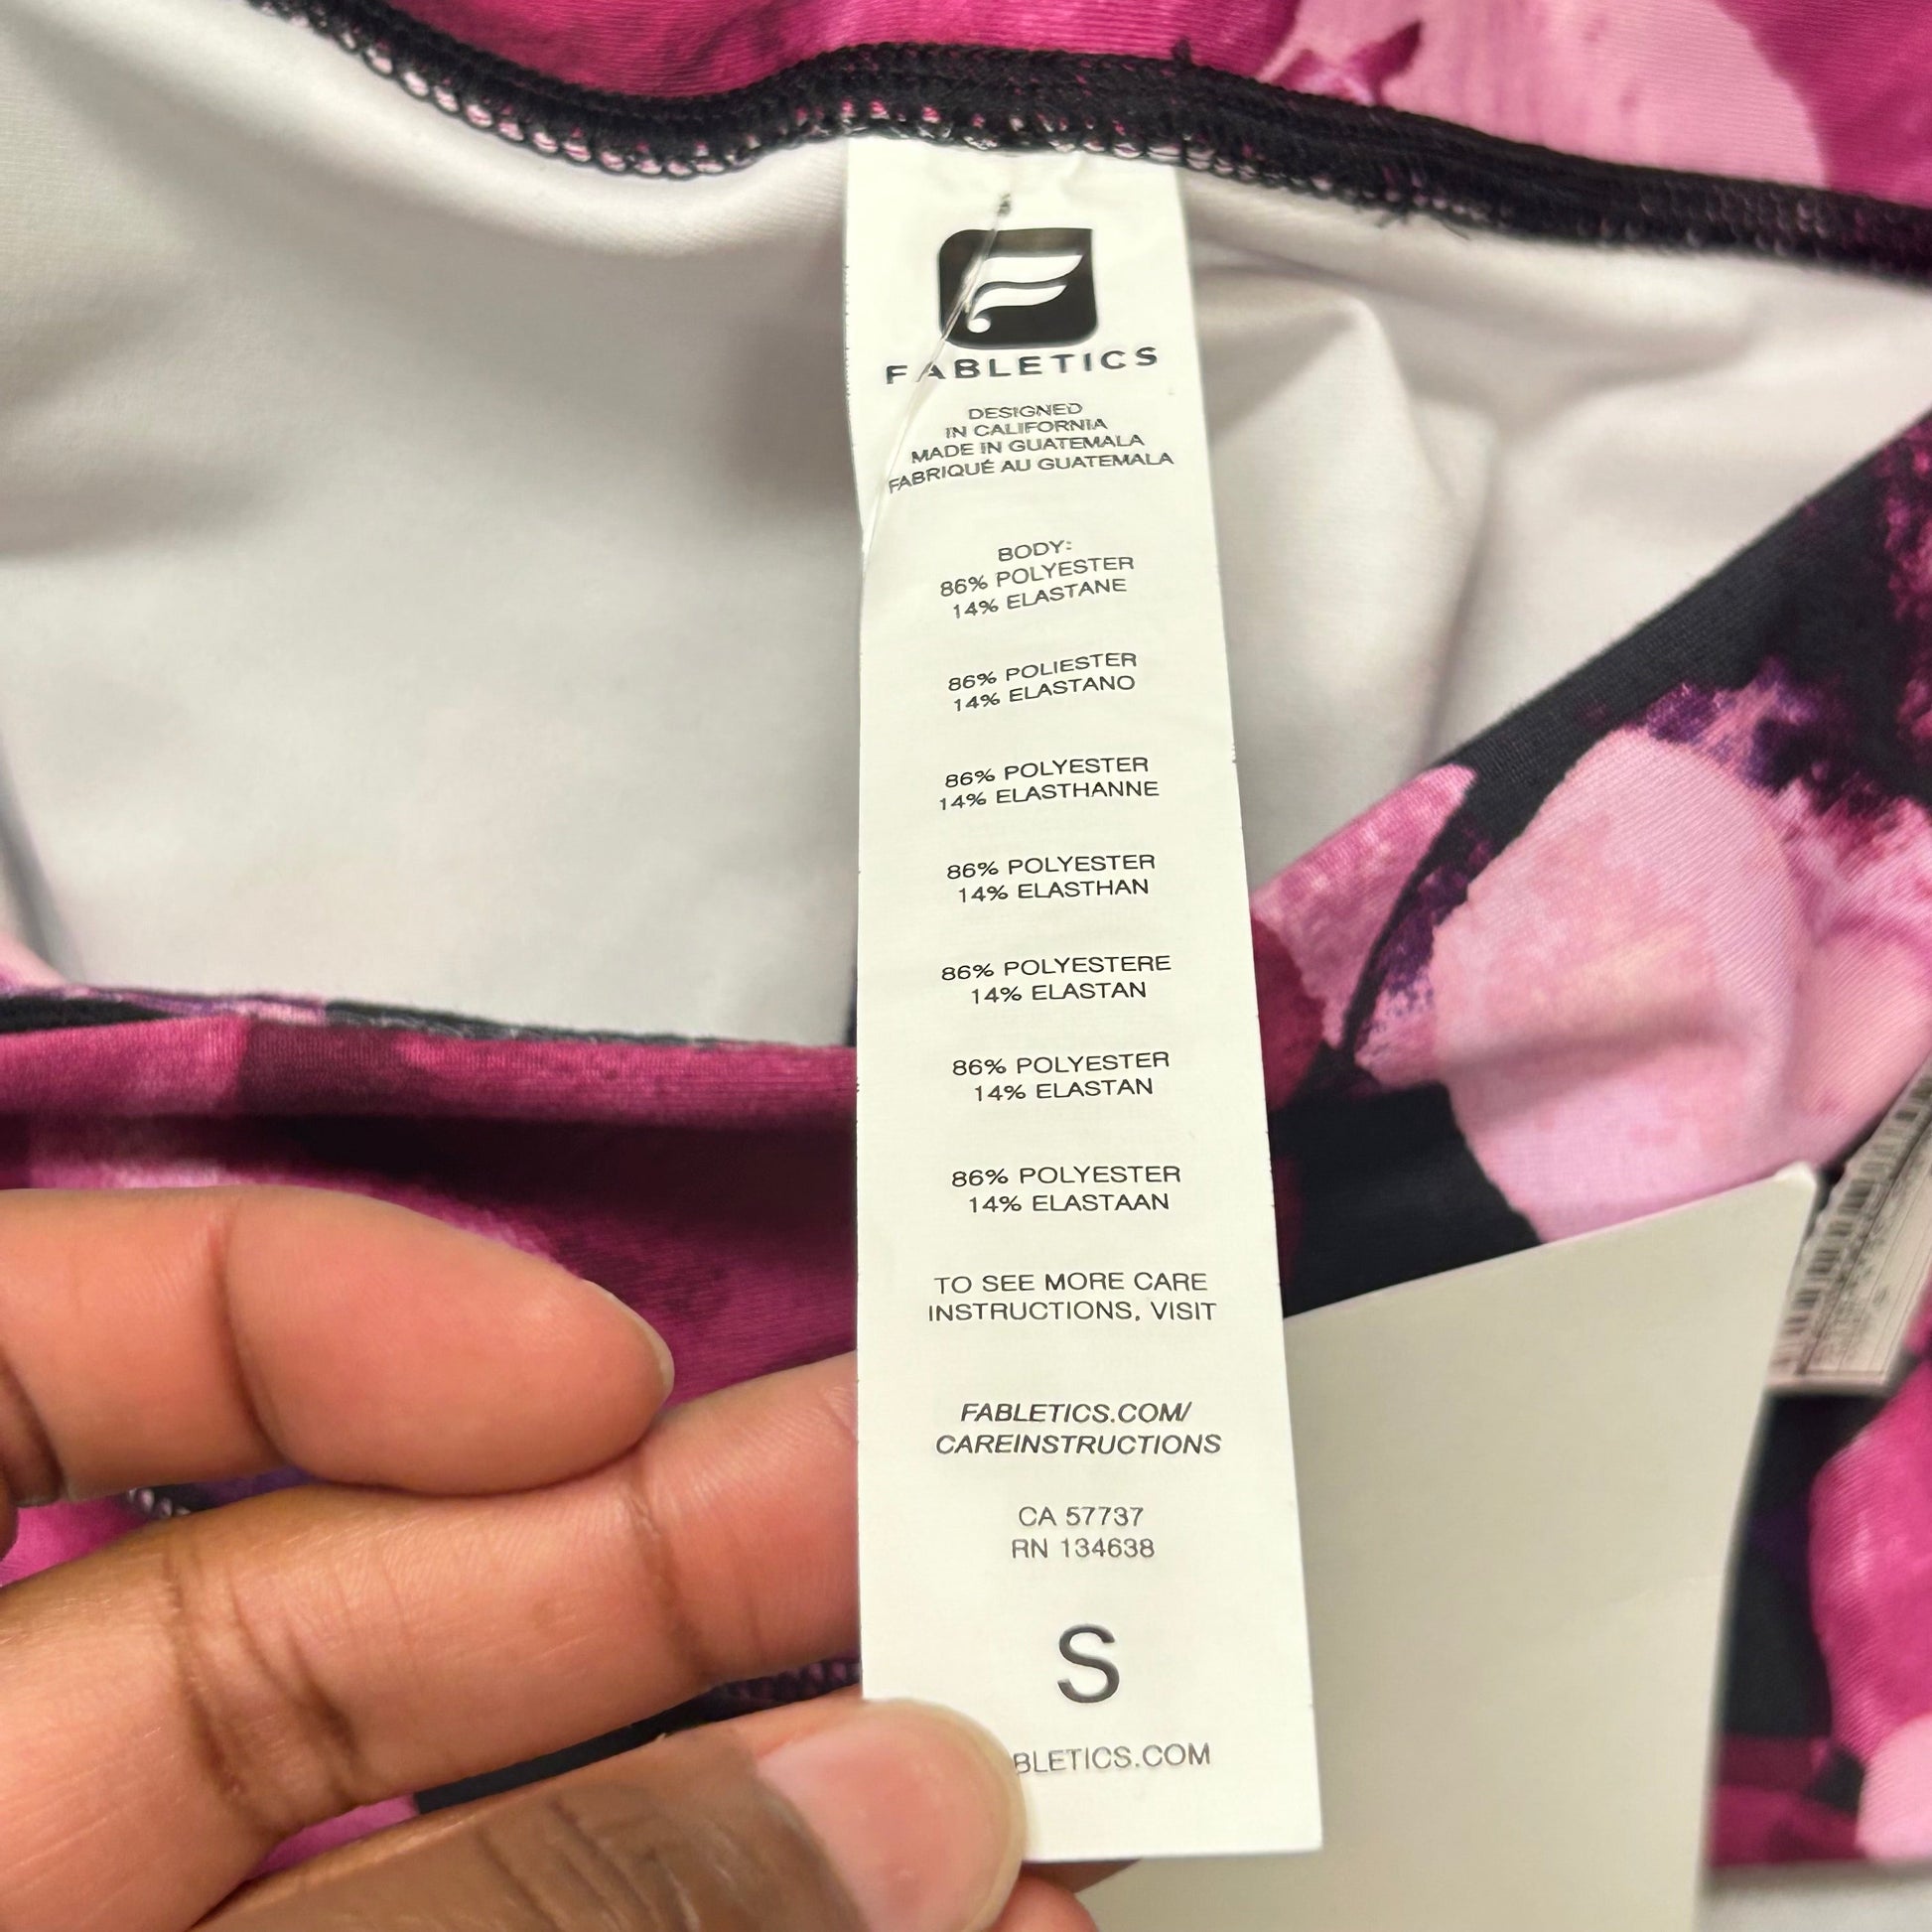 FABLETICS
DESIGNED
IN CALIFORNIA
MADE IN GUATEMALA
FABRIQUÉ AU GUATEMALA
BODY:
86% POLYESTER
14% ELASTANE
86% POLIESTER
14% ELASTANO
86% POLYESTER
14% ELASTHANNE
86% POLYESTER
14% ELASTHAN
86% POLYESTERE
14% ELASTAN
86% POLYESTER
14% ELASTAN
86% POLYESTER
14% ELASTAAN
TO SEE MORE CARE
INSTRUCTIONS, VISIT
FABLETICS.COM/
CAREINSTRUCTIONS
CA 57737
RN 134638
S
BLETICS.COM